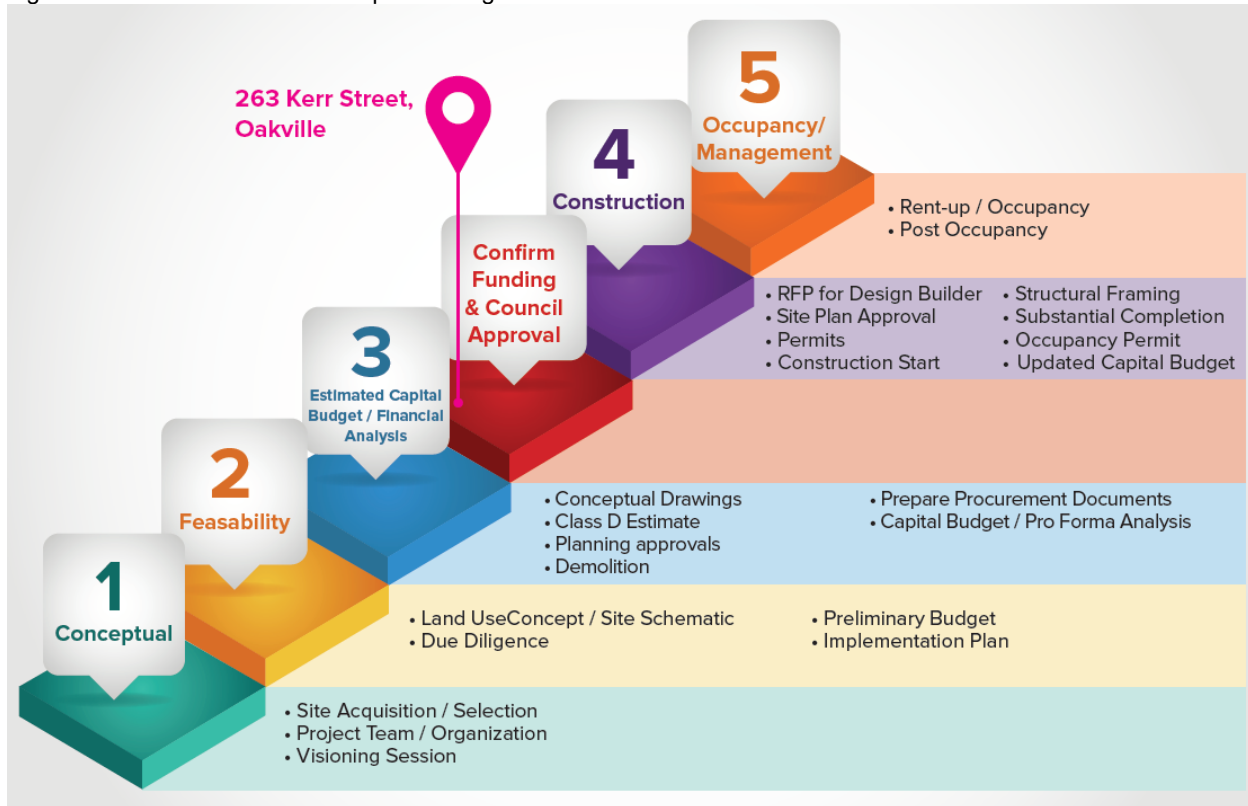 263 Kerr Street,
Oakville
5
Occupancy/
Management
• Rent-up / Occupancy
• Post Occupancy
4
Construction
• RFP for Design Builder
• Site Plan Approval
• Permits
• Construction Start
• Structural Framing
• Substantial Completion
• Occupancy Permit
• Updated Capital Budget
Confirm
Funding
& Council
Approval
3
Estimated Capital
Budget / Financial
Analysis
• Conceptual Drawings
• Class D Estimate
• Planning approvals
• Demolition
• Prepare Procurement Documents
• Capital Budget / Pro Forma Analysis
2
Feasability
• Land UseConcept / Site Schematic
• Due Diligence
• Preliminary Budget
• Implementation Plan
1
Conceptual
• Site Acquisition / Selection
• Project Team / Organization
• Visioning Session